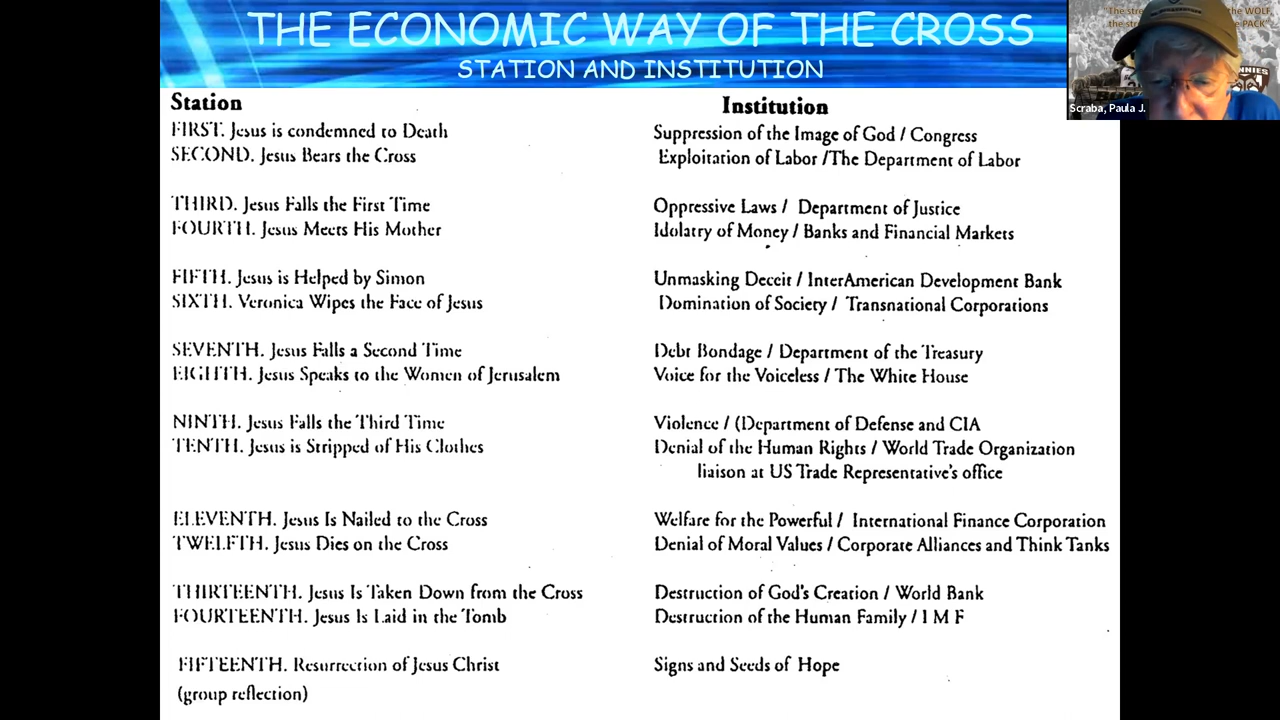 THE ECONOMIC WAY OF THE CROSS
STATION AND INSTITUTION
"The the WOLF,
the PACK"
NNIES
Scraba, Paula J.
Station Institution
FIRST. Jesus is condemned to Death Suppression of the Image of God / Congress
SECOND. Jesus Bears the Cross Exploitation of Labor /The Department of Labor
THIRD. Jesus Falls the First Time Oppressive Laws / Department of Justice
FOURTH. Jesus Meets His Mother Idolatry of Money / Banks and Financial Markets
FIFTH. Jesus is Helped by Simon Unmasking Deceit / InterAmerican Development Bank
SIXTH. Veronica Wipes the Face of Jesus Domination of Society / Transnational Corporations
SEVENTH. Jesus Falls a Second Time Debt Bondage / Department of the Treasury
EIGHTH. Jesus Speaks to the Women of Jerusalem Voice for the Voiceless / The White House
NINTH. Jesus Falls the Third Time Violence / (Department of Defense and CIA
TENTH. Jesus is Stripped of His Clothes Denial of the Human Rights / World Trade Organization
liaison at US Trade Representative's office
ELEVENTH. Jesus Is Nailed to the Cross Welfare for the Powerful / International Finance Corporation
TWELFTH. Jesus Dies on the Cross Denial of Moral Values / Corporate Alliances and Think Tanks
THIRTEENTH. Jesus Is Taken Down from the Cross Destruction of God's Creation / World Bank
FOURTEENTH. Jesus Is Laid in the Tomb Destruction of the Human Family / I M F
FIFTEENTH. Resurrection of Jesus Christ Signs and Seeds of Hope
(group reflection)